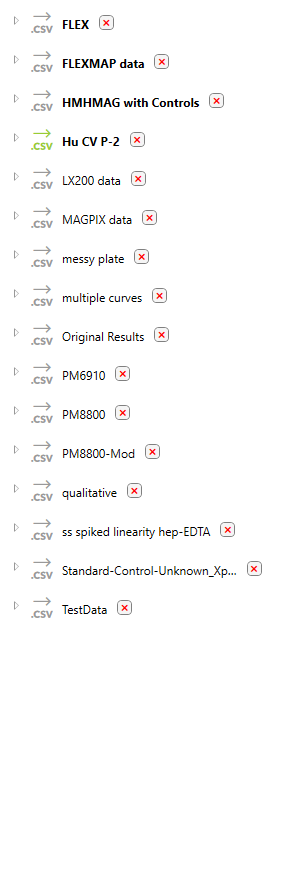 .CSV FLEX
.CSV FLEXMAP data
.CSV HMHMAG with Controls
.CSV Hu CV P-2
.CSV LX200 data
.CSV MAGPIX data
.CSV messy plate
.CSV multiple curves
.CSV Original Results
.CSV PM6910
.CSV PM8800
.CSV PM8800-Mod
.CSV qualitative
.CSV ss spiked linearity hep-EDTA
.CSV Standard-Control-Unknown_Xp...
.CSV TestData